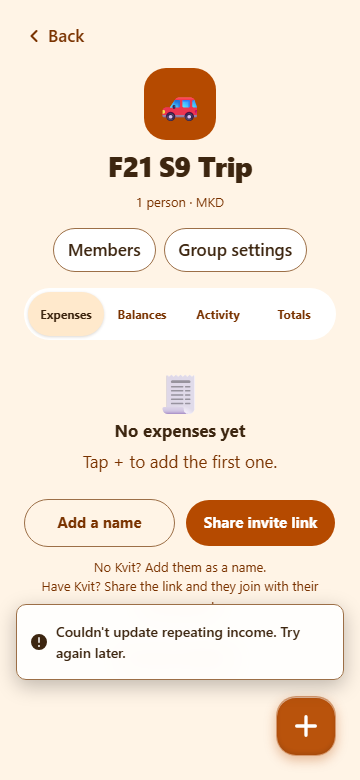 Back
F21 S9 Trip
1 person · MKD
Members
Group settings
Expenses
Balances
Activity
Totals
No expenses yet
Tap + to add the first one.
Add a name
Share invite link
No Kvit? Add them as a name.
Have Kvit? Share the link and they join with their
Couldn't update repeating income. Try
again later.